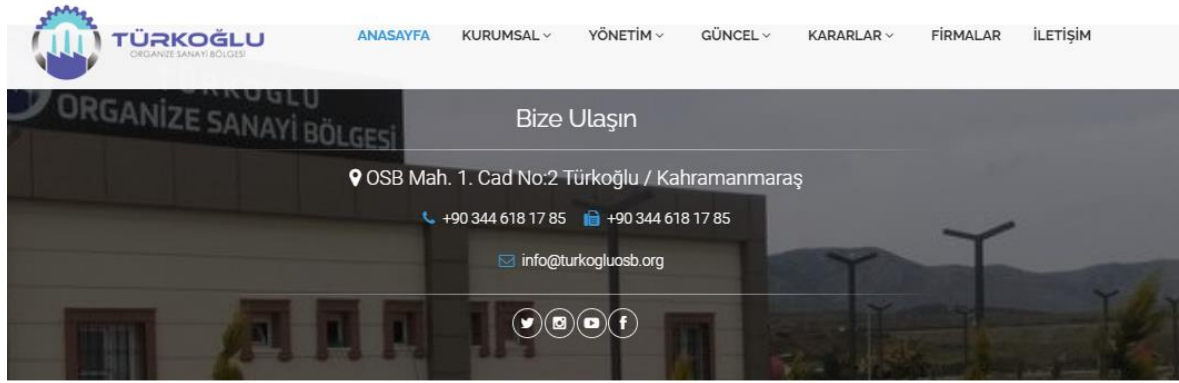 TÜRKOĞLU
ORGANİZE SANAYİ BÖLGESİ
ANASAYFA KURUMSAL YÖNETİM GÜNCEL KARARLAR FİRMALAR İLETİŞİM
TÜRKOĞLU
ORGANİZE SANAYİ BÖLGESİ
Bize Ulaşın
OSB Mah. 1. Cad No:2 Türkoğlu / Kahramanmaraş
+90 344 618 17 85 +90 344 618 17 85
info@turkogluosb.org